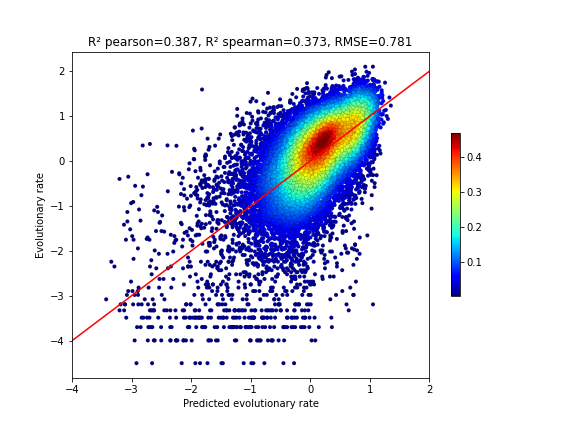 R² pearson=0.387, R² spearman=0.373, RMSE=0.781
2
1
0
−1
−2
−3
−4
Evolutionary rate
−4 −3 −2 −1 0 1 2
Predicted evolutionary rate
0.4
0.3
0.2
0.1